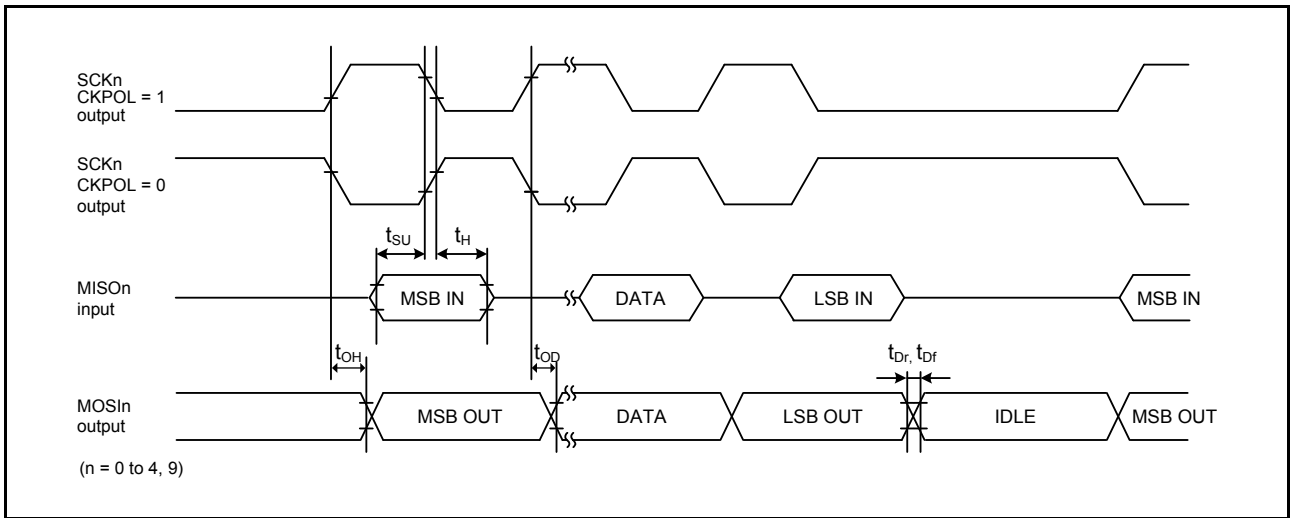 SCKn
CKPOL = 1
output
SCKn
CKPOL = 0
output
tSU tH
MISOn
input
MSB IN DATA LSB IN MSB IN
tOH tOD tDr, tDf
MOSIn
output
MSB OUT DATA LSB OUT IDLE MSB OUT
(n = 0 to 4, 9)